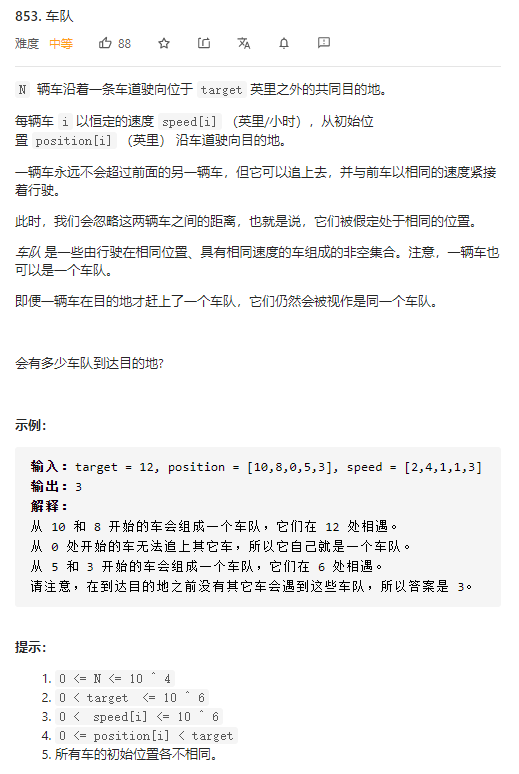 853. 车队
难度 中等 88
N 辆车沿着一条车道驶向位于 target 英里之外的共同目的地。
每辆车 i 以恒定的速度 speed[i] （英里/小时），从初始位
置 position[i] （英里） 沿车道驶向目的地。
一辆车永远不会超过前面的另一辆车，但它可以追上去，并与前车以相同的速度紧接
着行驶。
此时，我们会忽略这两辆车之间的距离，也就是说，它们被假定处于相同的位置。
车队 是一些由行驶在相同位置、具有相同速度的车组成的非空集合。注意，一辆车也
可以是一个车队。
即便一辆车在目的地才赶上了一个车队，它们仍然会被视作是同一个车队。
会有多少车队到达目的地?
示例：
输入：target = 12, position = [10,8,0,5,3], speed = [2,4,1,1,3]
输出：3
解释：
从 10 和 8 开始的车会组成一个车队，它们在 12 处相遇。
从 0 处开始的车无法追上其它车，所以它自己就是一个车队。
从 5 和 3 开始的车会组成一个车队，它们在 6 处相遇。
请注意，在到达目的地之前没有其它车会遇到这些车队，所以答案是 3。
提示：
1. 0 <= N <= 10 ^ 4
2. 0 < target <= 10 ^ 6
3. 0 < speed[i] <= 10 ^ 6
4. 0 <= position[i] < target
5. 所有车的初始位置各不相同。